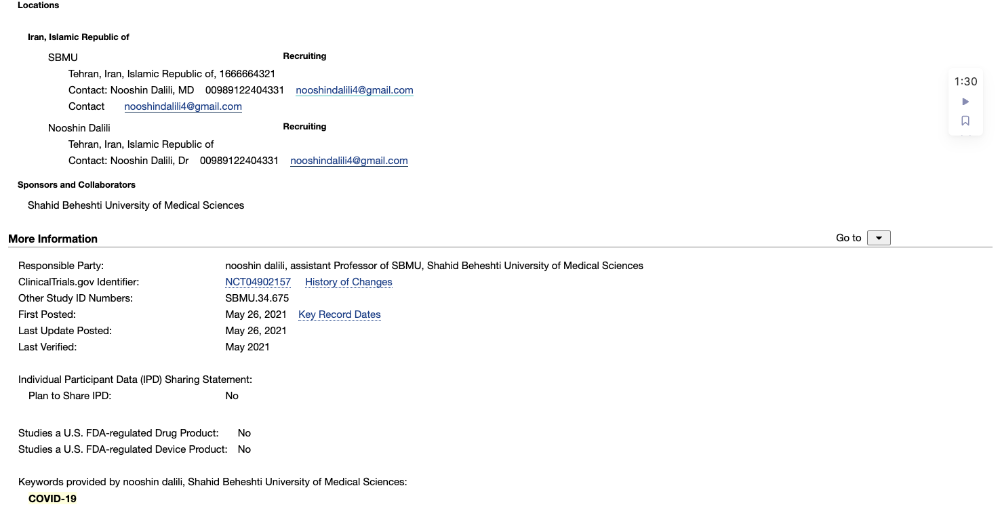 Locations
Iran, Islamic Republic of
SBMU Recruiting
Tehran, Iran, Islamic Republic of, 1666664321
Contact: Nooshin Dalili, MD 00989122404331 nooshindalili4@gmail.com
Contact nooshindalili4@gmail.com
Nooshin Dalili Recruiting
Tehran, Iran, Islamic Republic of
Contact: Nooshin Dalili, Dr 00989122404331 nooshindalili4@gmail.com
Sponsors and Collaborators
Shahid Beheshti University of Medical Sciences
More Information Go to
Responsible Party: nooshin dalili, assistant Professor of SBMU, Shahid Beheshti University of Medical Sciences
ClinicalTrials.gov Identifier: NCT04902157 History of Changes
Other Study ID Numbers: SBMU.34.675
First Posted: May 26, 2021 Key Record Dates
Last Update Posted: May 26, 2021
Last Verified: May 2021
Individual Participant Data (IPD) Sharing Statement:
Plan to Share IPD: No
Studies a U.S. FDA-regulated Drug Product: No
Studies a U.S. FDA-regulated Device Product: No
Keywords provided by nooshin dalili, Shahid Beheshti University of Medical Sciences:
COVID-19
1:30